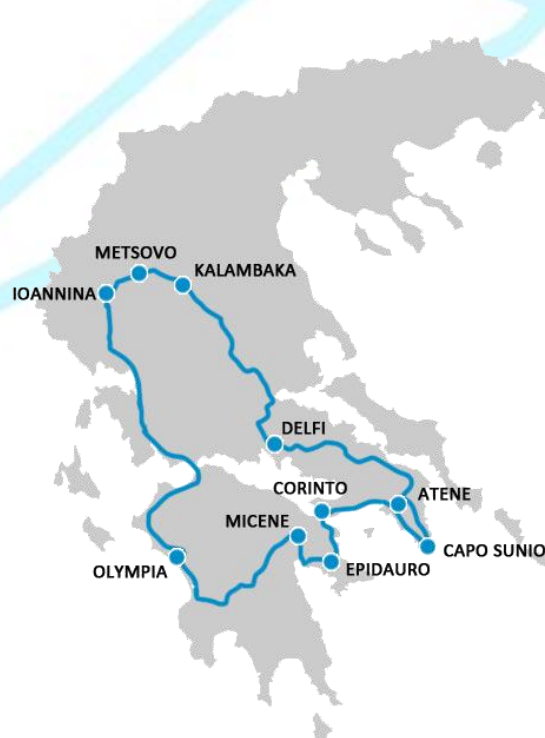 METSOVO
KALAMBAKA
IOANNINA
DELFI
CORINTO
ATENE
MICENE
CAPO SUNIO
EPIDAURO
OLYMPIA